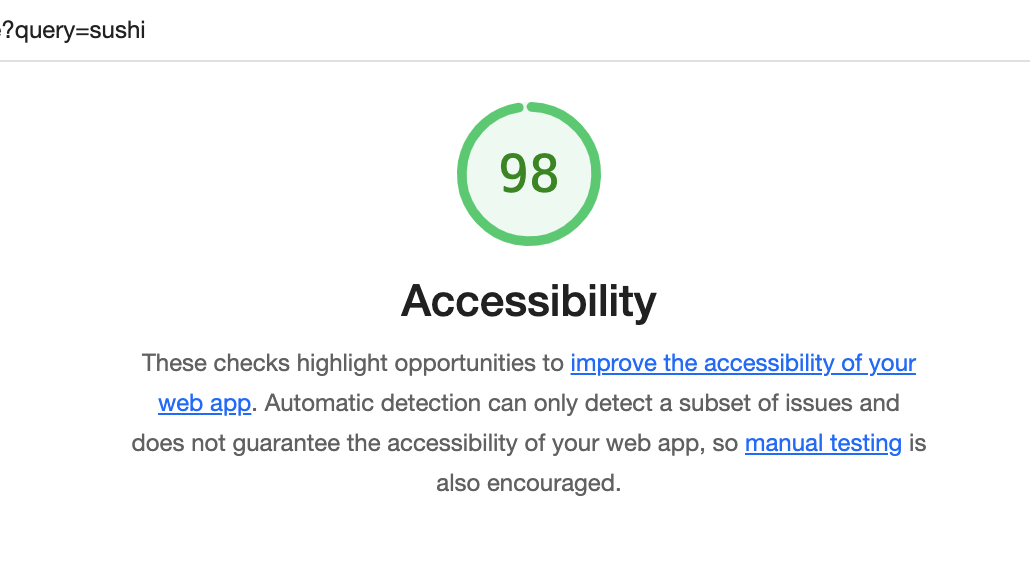 ?query=sushi
98
Accessibility
These checks highlight opportunities to improve the accessibility of your
web app. Automatic detection can only detect a subset of issues and
does not guarantee the accessibility of your web app, so manual testing is
also encouraged.